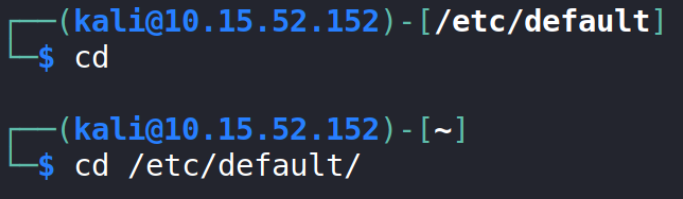 ┌──(kali@10.15.52.152)-[/etc/default]
└─$ cd
┌──(kali@10.15.52.152)-[~]
└─$ cd /etc/default/